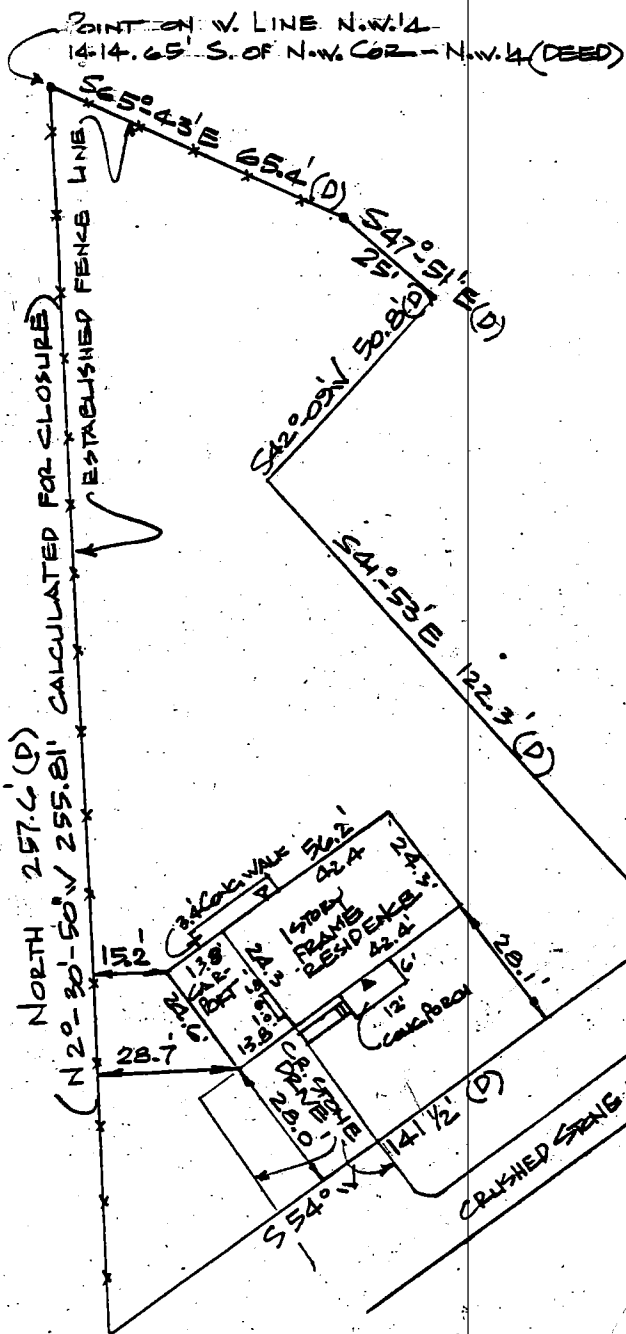 POINT ON W. LINE N.W.¼
1414.65' S. OF N.W. COR - N.W.¼ (DEED)
S65°-43'E 65.4' (D)
S47°-51'E (D)
25'
S42°-09'W 50.8' (D)
S41°-53'E 122.3' (D)
ESTABLISHED FENCE LINE
NORTH 257.6' (D)
(N 2°-30'-50" W 255.81' CALCULATED FOR CLOSURE)
3.4' CONC. WALK
56.2'
42.4
24.3'
1 STORY
FRAME
RESIDENCE
42.4'
24.3
13.8'
CAR-
PORT
13.8'
15.2'
24.6'
28.7'
6'
12'
CONC. PORCH
28.1'
CR. STONE
DRIVE
28.0'
S 54° W
141 ½' (D)
CRUSHED STONE